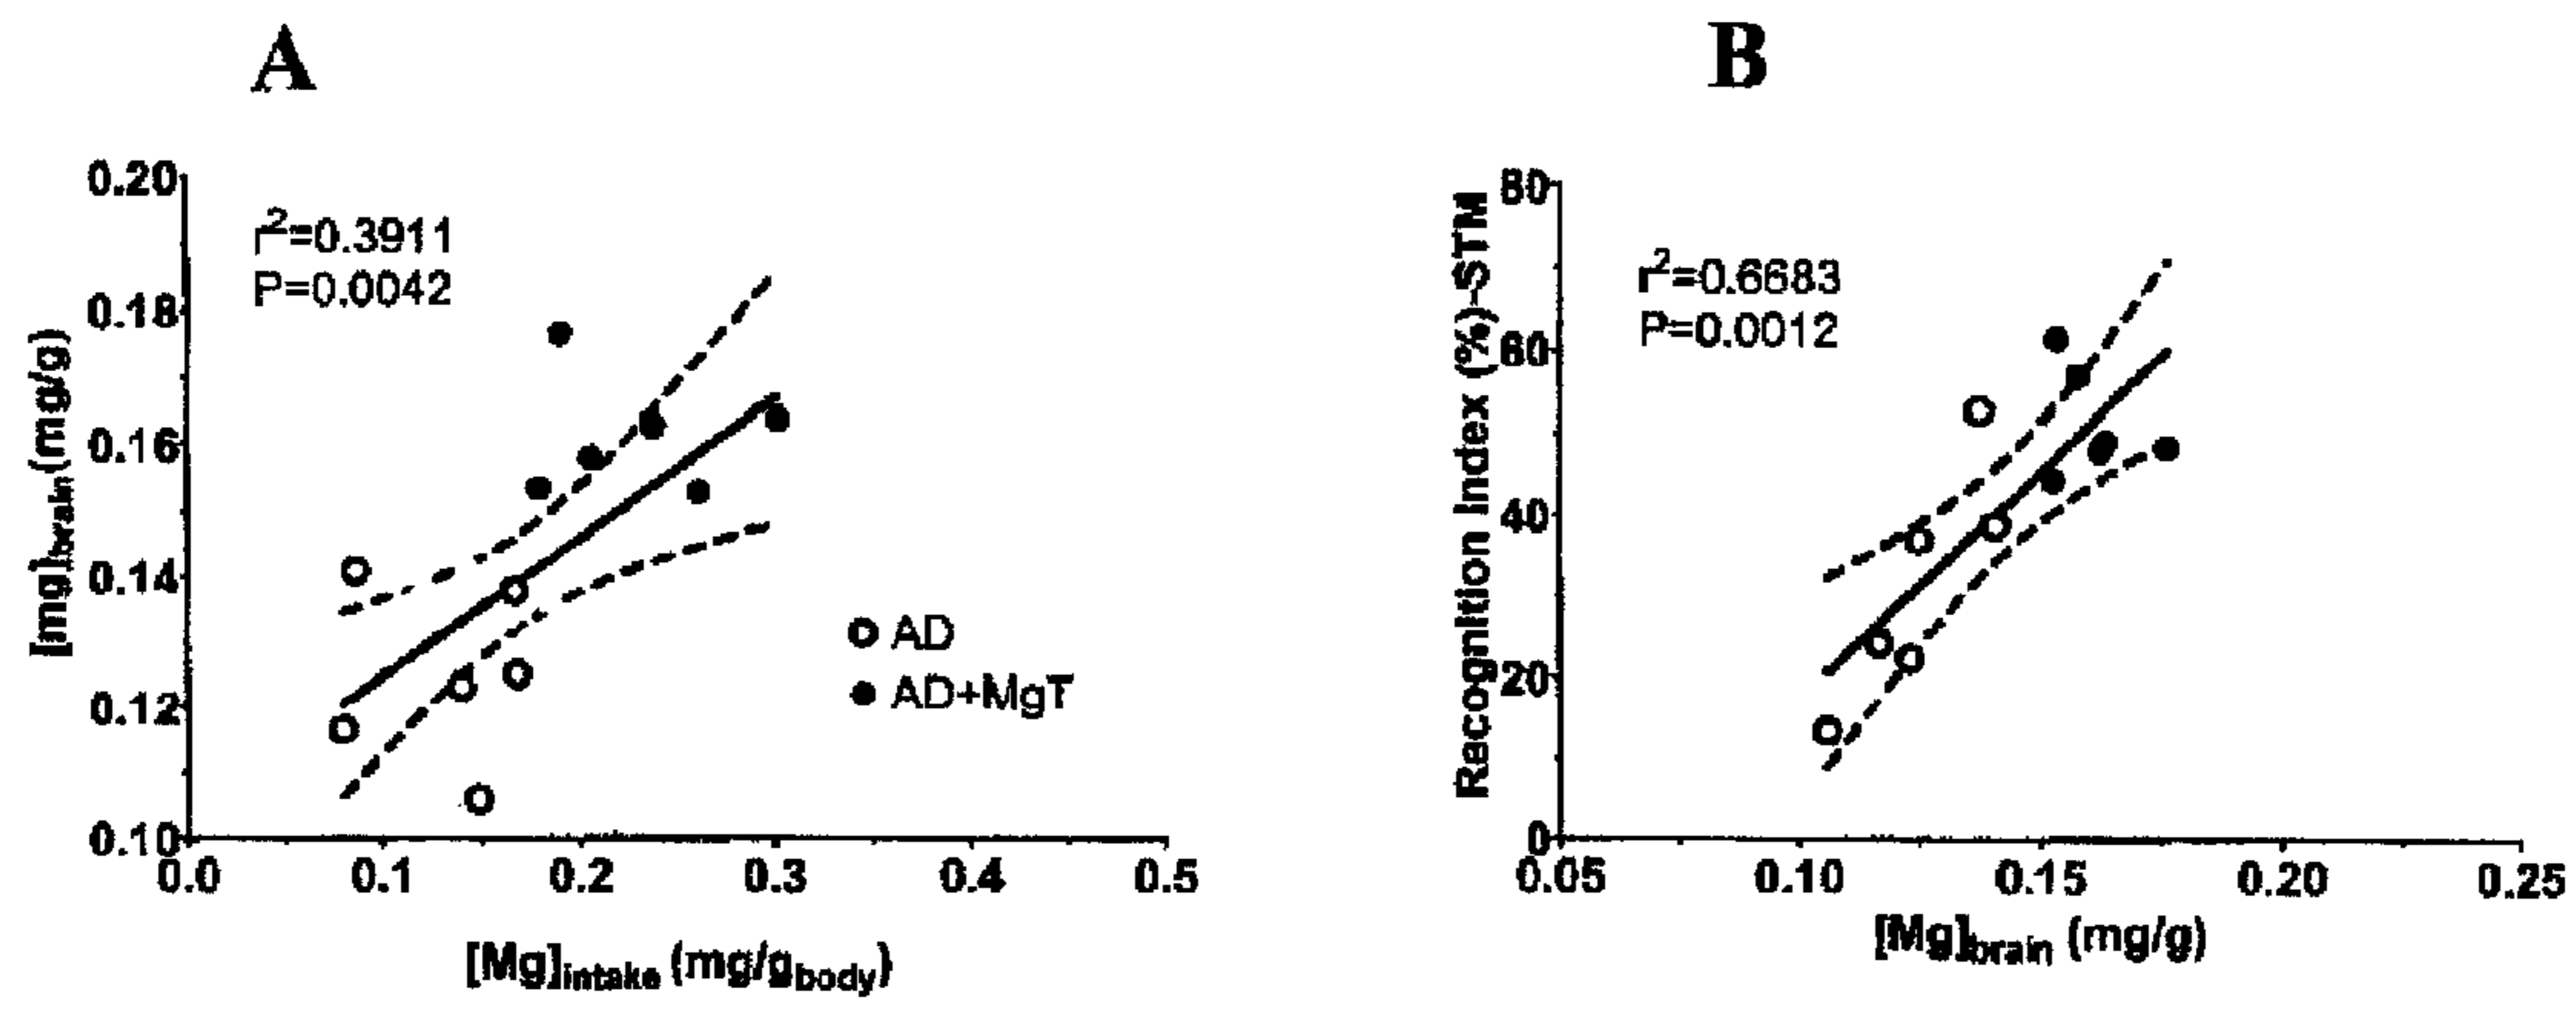 A
B
0.20
0.18
0.16
0.14
0.12
0.10
[mg]brain(mg/g)
r2=0.3911
P=0.0042
AD
AD+MgT
0.0
0.1
0.2
0.3
0.4
0.5
[Mg]intake (mg/gbody)
80
60
40
20
0
Recognition Index (%)-STM
r2=0.6683
P=0.0012
0.05
0.10
0.15
0.20
0.25
[Mg]brain (mg/g)